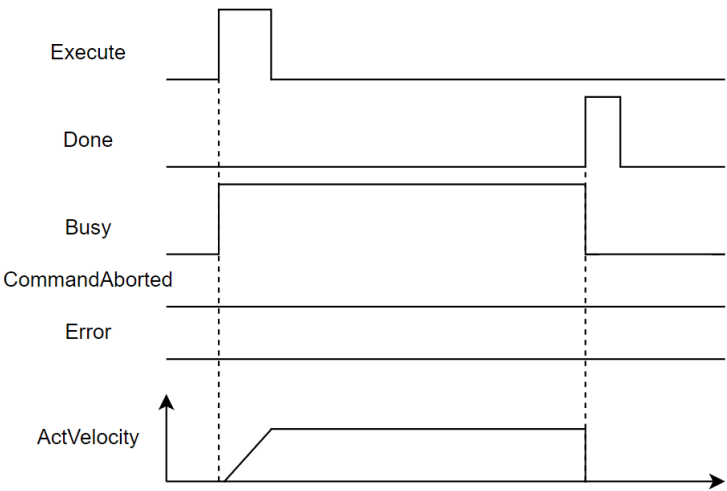 Execute
Done
Busy
CommandAborted
Error
ActVelocity